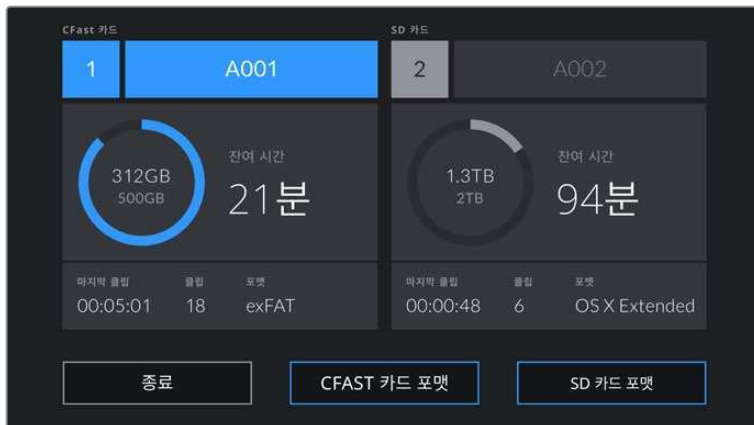 CFast 카드
1
A001
312GB
500GB
잔여 시간
21분
마지막 클립 클립 포맷
00:05:01 18 exFAT
SD 카드
2
A002
1.3TB
2TB
잔여 시간
94분
마지막 클립 클립 포맷
00:00:48 6 OS X Extended
종료
CFAST 카드 포맷
SD 카드 포맷